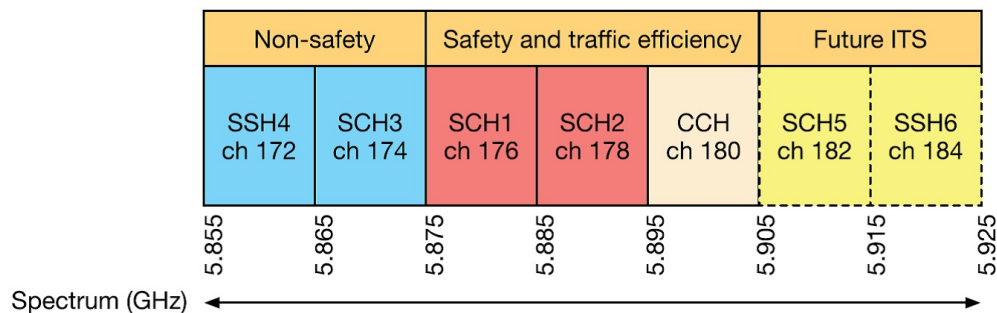 Non-safety
Safety and traffic efficiency
Future ITS
SSH4
ch 172
SCH3
ch 174
SCH1
ch 176
SCH2
ch 178
CCH
ch 180
SCH5
ch 182
SSH6
ch 184
5.855
5.865
5.875
5.885
5.895
5.905
5.915
5.925
Spectrum (GHz)